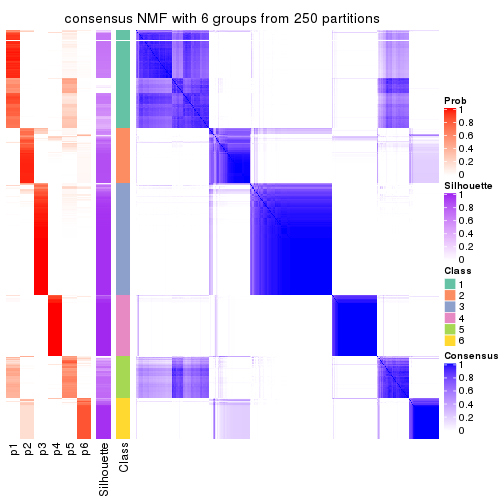 consensus NMF with 6 groups from 250 partitions
Prob
1
0.8
0.6
0.4
0.2
0
Silhouette
1
0.8
0.6
0.4
0.2
0
Class
1
2
3
4
5
6
Consensus
1
0.8
0.6
0.4
0.2
0
p1
p2
p3
p4
p5
p6
Silhouette
Class